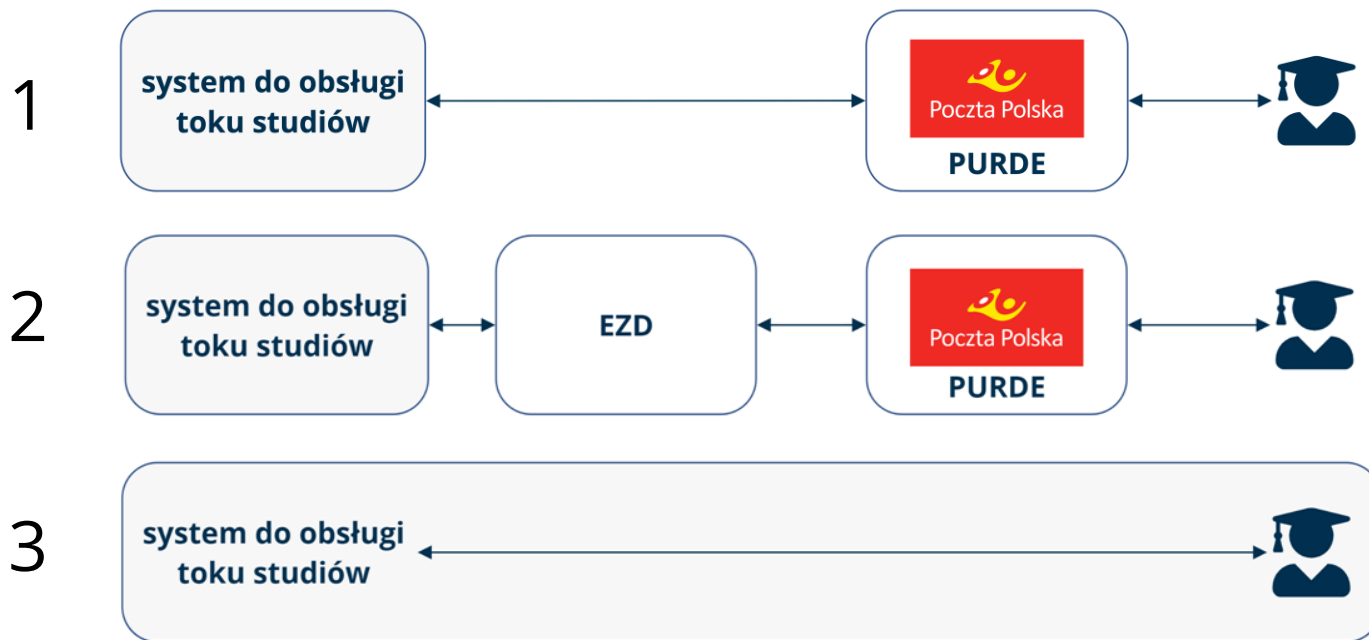 1
system do obsługi
toku studiów
Poczta Polska
PURDE
2
system do obsługi
toku studiów
EZD
Poczta Polska
PURDE
3
system do obsługi
toku studiów